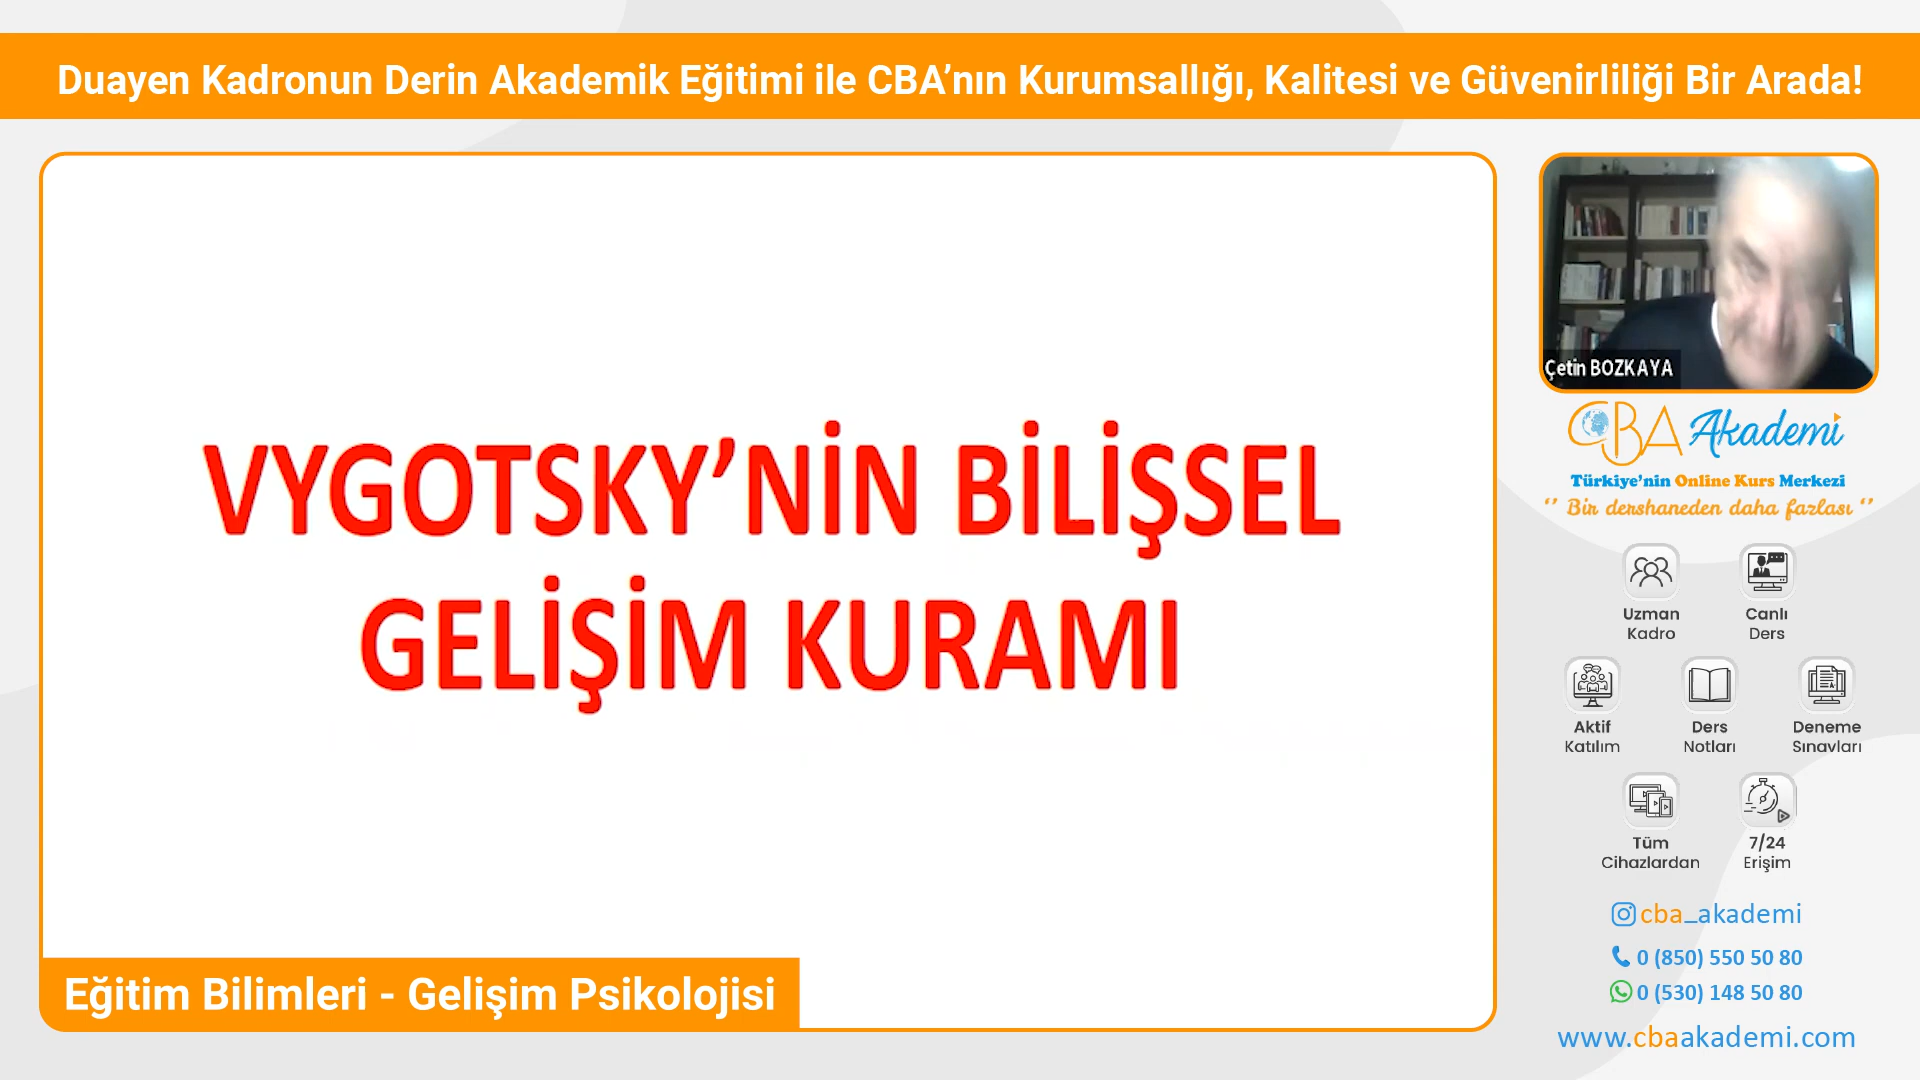 Duayen Kadronun Derin Akademik Eğitimi ile CBA’nın Kurumsallığı, Kalitesi ve Güvenirliliği Bir Arada!
VYGOTSKY’NİN BİLİŞSEL
GELİŞİM KURAMI
Eğitim Bilimleri - Gelişim Psikolojisi
Çetin BOZKAYA
CBA Akademi
Türkiye’nin Online Kurs Merkezi
‘‘ Bir dershaneden daha fazlası ‘‘
Uzman
Kadro
Canlı
Ders
Aktif
Katılım
Ders
Notları
Deneme
Sınavları
Tüm
Cihazlardan
7/24
Erişim
cba_akademi
0 (850) 550 50 80
0 (530) 148 50 80
www.cbaakademi.com